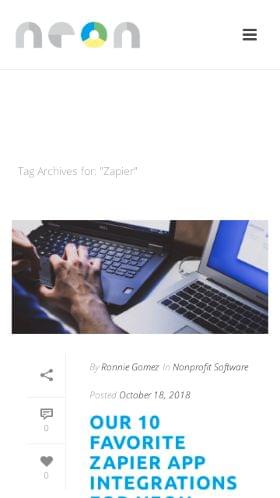 neon
Tag Archives for: "Zapier"
By Ronnie Gomez In Nonprofit Software
Posted October 18, 2018
0
0
OUR 10
FAVORITE
ZAPIER APP
INTEGRATIONS
FOR NEON